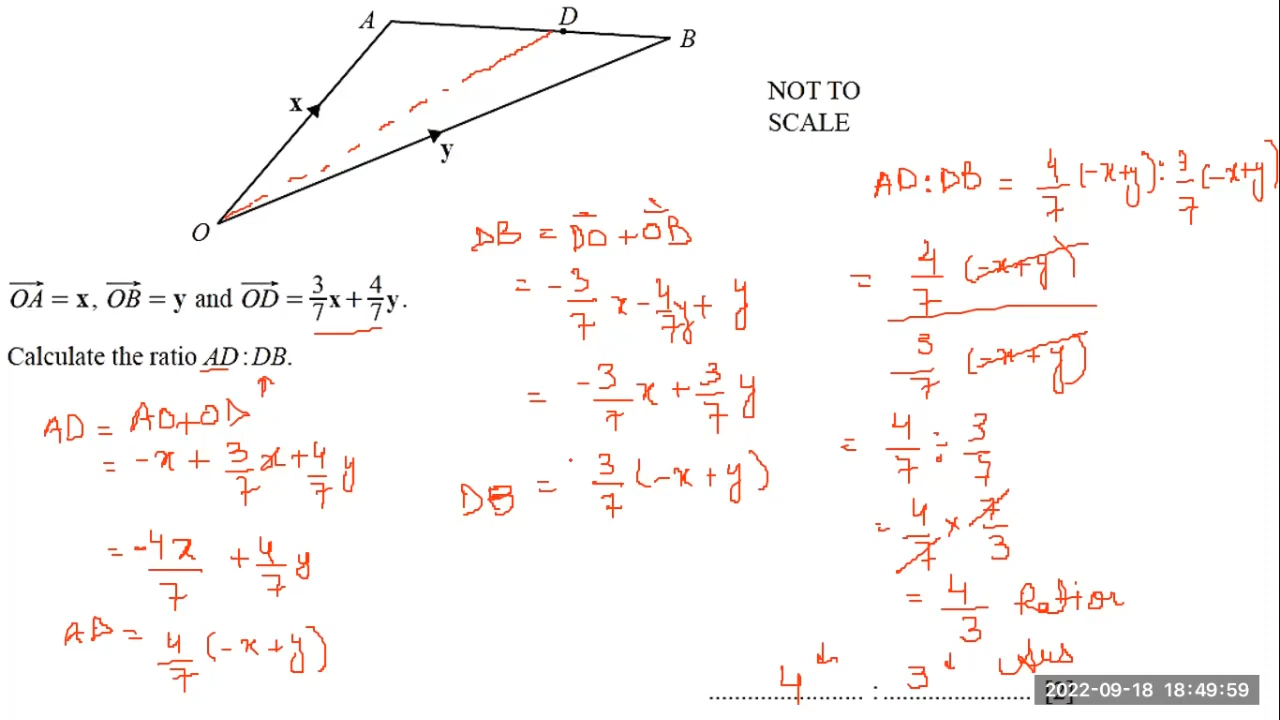 A
D
B
x
y
O
NOT TO
SCALE
OA = x, OB = y and OD = 3/7 x + 4/7 y.
Calculate the ratio AD : DB.
AD = AO + OD
= -x + 3/7 x + 4/7 y
= -4x/7 + 4/7 y
AD = 4/7 (-x + y)
DB = DO + OB
= -3/7 x - 4/7 y + y
= -3/7 x + 3/7 y
DB = 3/7 (-x + y)
AD : DB = 4/7 (-x+y) : 3/7 (-x+y)
= 4/7 (-x+y)
3/7 (-x+y)
= 4/7 ÷ 3/7
= 4/7 × 7/3
= 4/3
4 : 3 Ans
[2]
2022-09-18 18:49:59